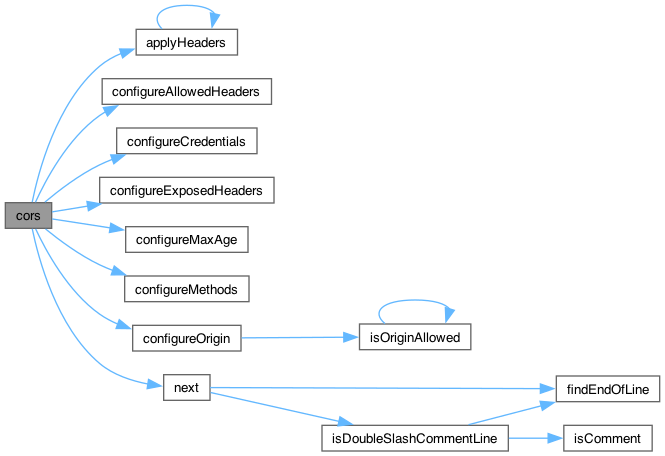 applyHeaders
configureAllowedHeaders
configureCredentials
configureExposedHeaders
cors
configureMaxAge
configureMethods
configureOrigin
isOriginAllowed
next
findEndOfLine
isDoubleSlashCommentLine
isComment